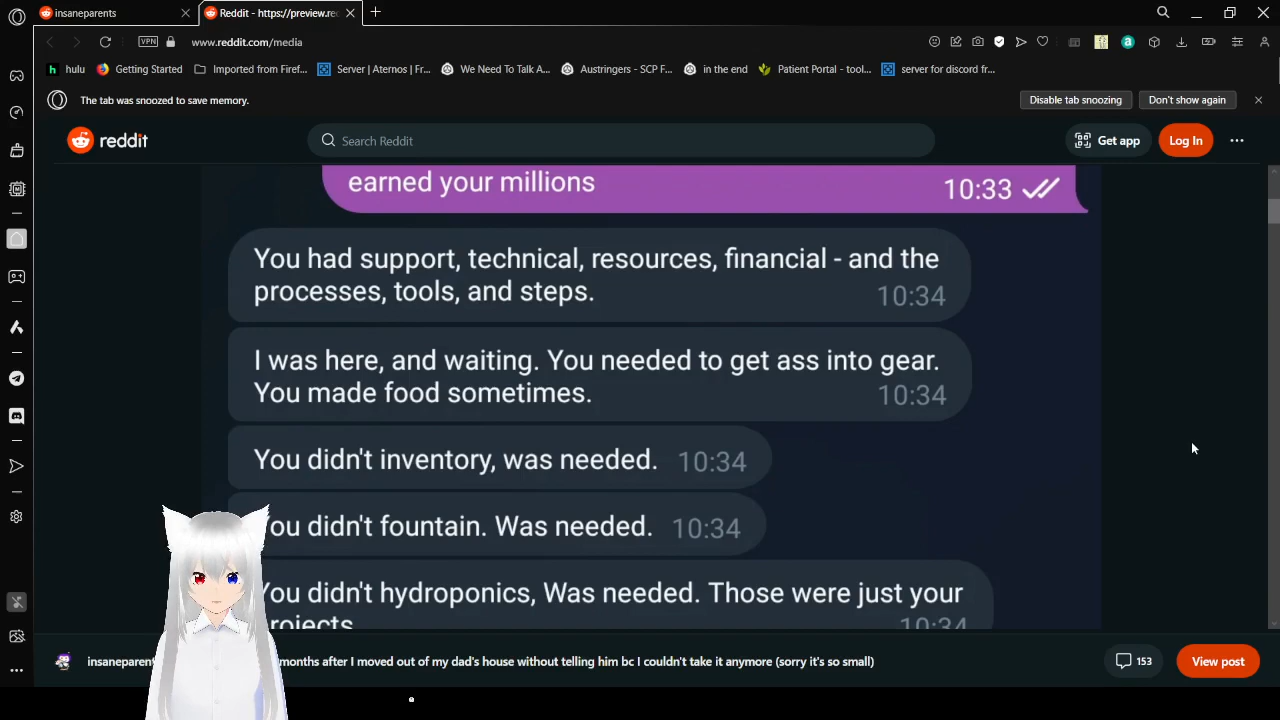 insaneparents
Reddit - https://preview.rec
www.reddit.com/media
VPN
hulu
Getting Started
Imported from Firef...
Server | Aternos | Fr...
We Need To Talk A...
Austringers - SCP F...
in the end
Patient Portal - tool...
server for discord fr...
The tab was snoozed to save memory.
Disable tab snoozing
Don't show again
reddit
Search Reddit
Get app
Log In
earned your millions
10:33
You had support, technical, resources, financial - and the
processes, tools, and steps.
10:34
I was here, and waiting. You needed to get ass into gear.
You made food sometimes.
10:34
You didn't inventory, was needed. 10:34
You didn't fountain. Was needed. 10:34
You didn't hydroponics, Was needed. Those were just your
projects
10:34
insaneparent months after I moved out of my dad's house without telling him bc I couldn't take it anymore (sorry it's so small)
153
View post